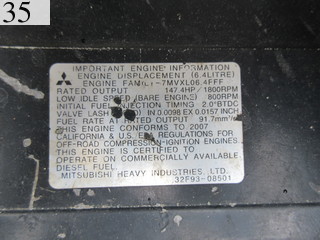 35
IMPORTANT ENGINE INFORMATION
ENGINE DISPLACEMENT (6.4LITRE)
ENGINE FAMILY 7MVXL06.4FFF
RATED OUTPUT 147.4HP / 1800RPM
LOW IDLE SPEED (BARE ENGINE) 800RPM
INITIAL FUEL INJECTION TIMING 2.0°BTDC
VALVE LASH IN 0.0098 EX 0.0157 INCH
FUEL RATE AT RATED OUTPUT 91.7mm³/st
THIS ENGINE CONFORMS TO 2007
CALIFORNIA & U.S. EPA REGULATIONS FOR
OFF-ROAD COMPRESSION-IGNITION ENGINES.
THIS ENGINE IS CERTIFIED TO
OPERATE ON COMMERCIALLY AVAILABLE
DIESEL FUEL.
MITSUBISHI HEAVY INDUSTRIES, LTD.
32F93-08501